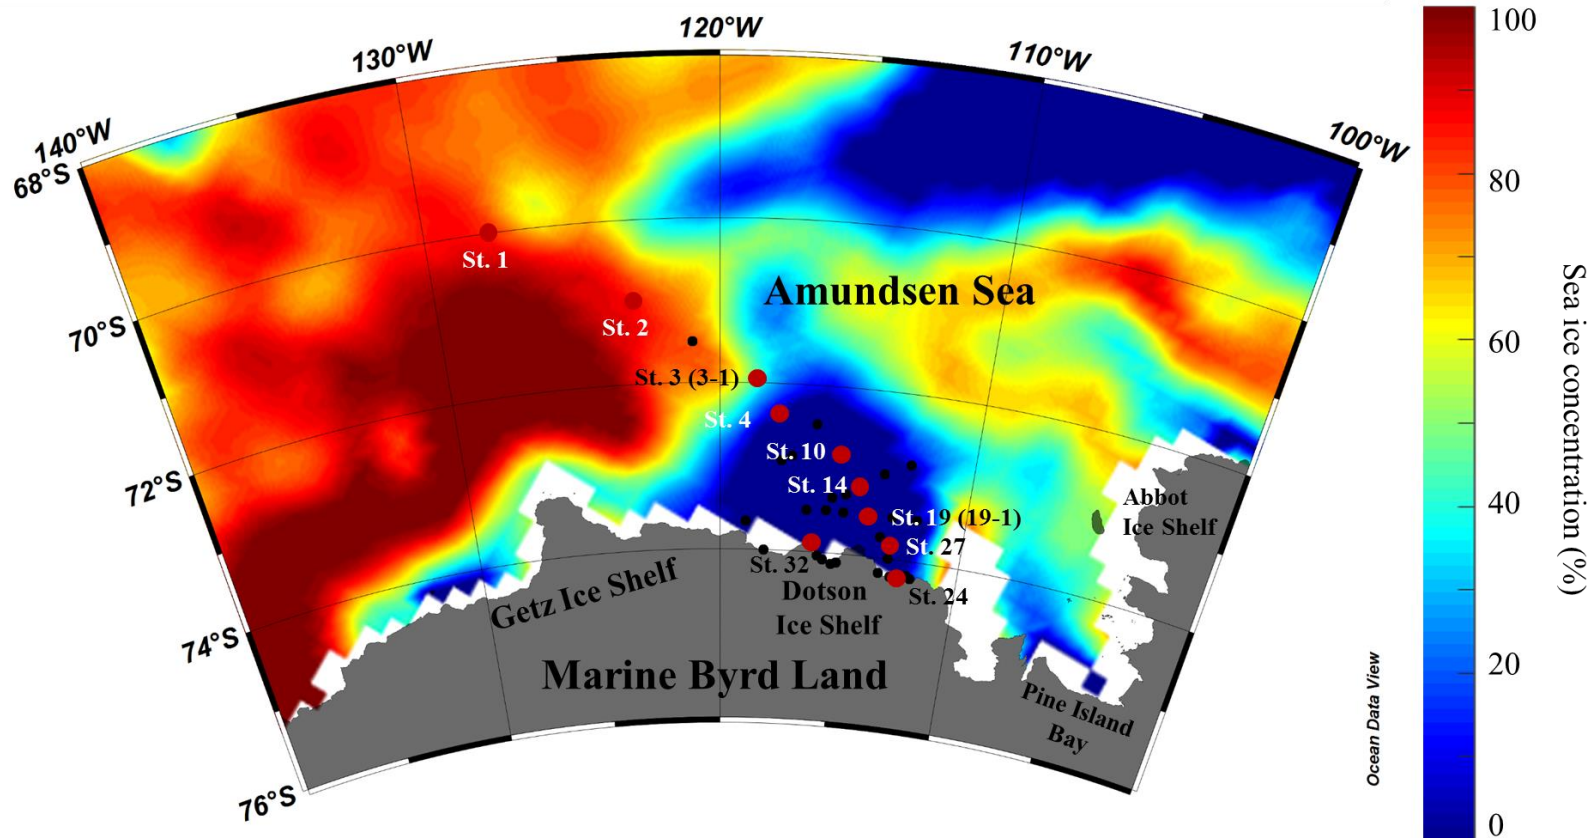 120°W
130°W
110°W
140°W
100°W
68°S
70°S
72°S
74°S
76°S
St. 1
St. 2
Amundsen Sea
St. 3 (3-1)
St. 4
St. 10
St. 14
St. 19 (19-1)
St. 27
St. 32
St. 24
Abbot
Ice Shelf
Getz Ice Shelf
Dotson
Ice Shelf
Marine Byrd Land
Pine Island
Bay
Ocean Data View
100
80
60
40
20
0
Sea ice concentration (%)